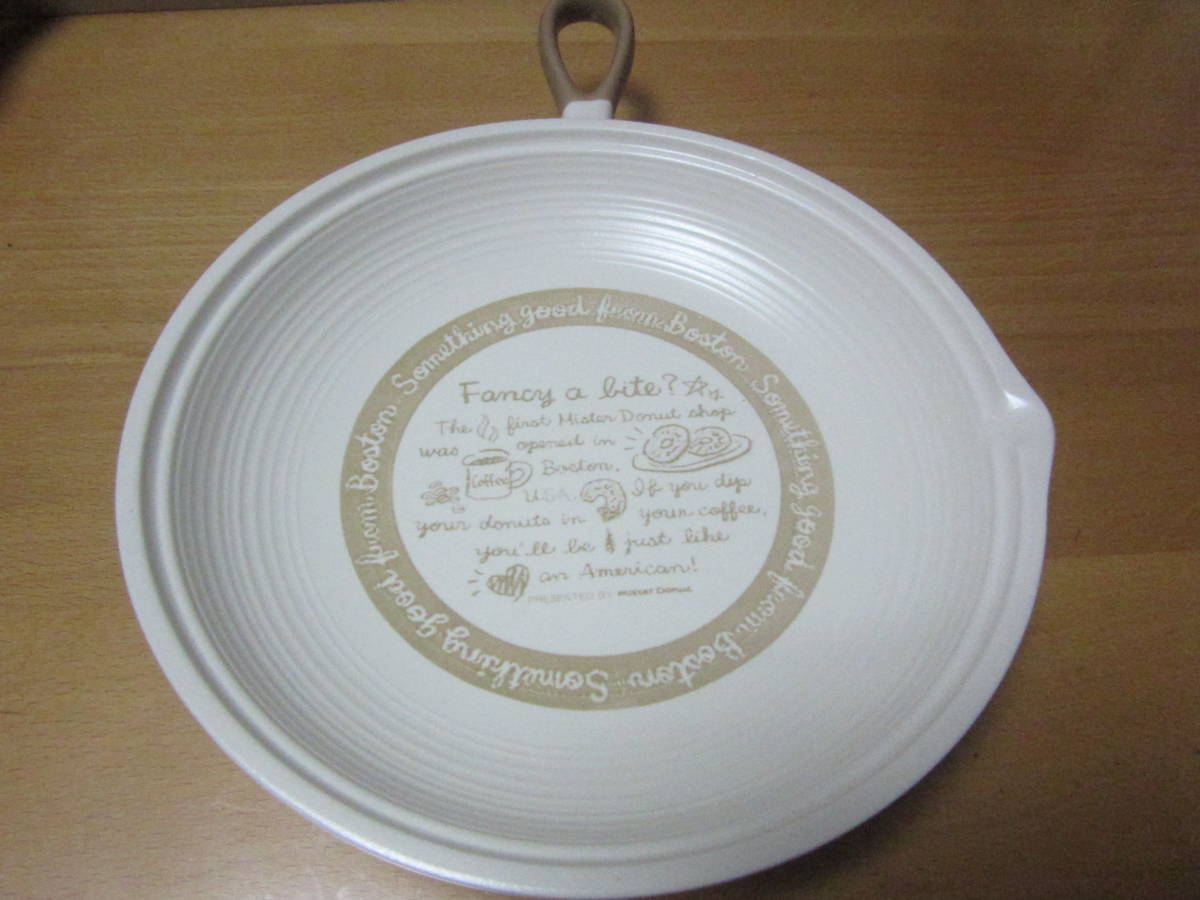 Something good from Boston Something good from Boston Something good from Boston
Fancy a bite?
The first Mister Donut shop
was opened in
Coffee Boston,
USA. If you dip
your donuts in your coffee,
you'll be just like
an American!
PRESENTED BY mister Donut